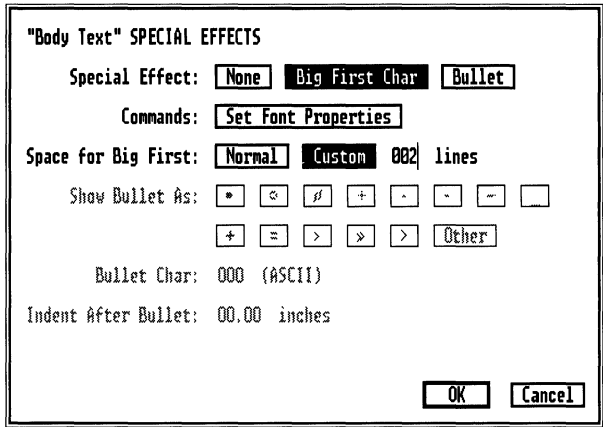 "Body Text" SPECIAL EFFECTS
Special Effect: None Big First Char Bullet
Commands: Set Font Properties
Space for Big First: Normal Custom 002 lines
Show Bullet As:
+ = > » > Other
Bullet Char: 000 (ASCII)
Indent After Bullet: 00.00 inches
OK Cancel